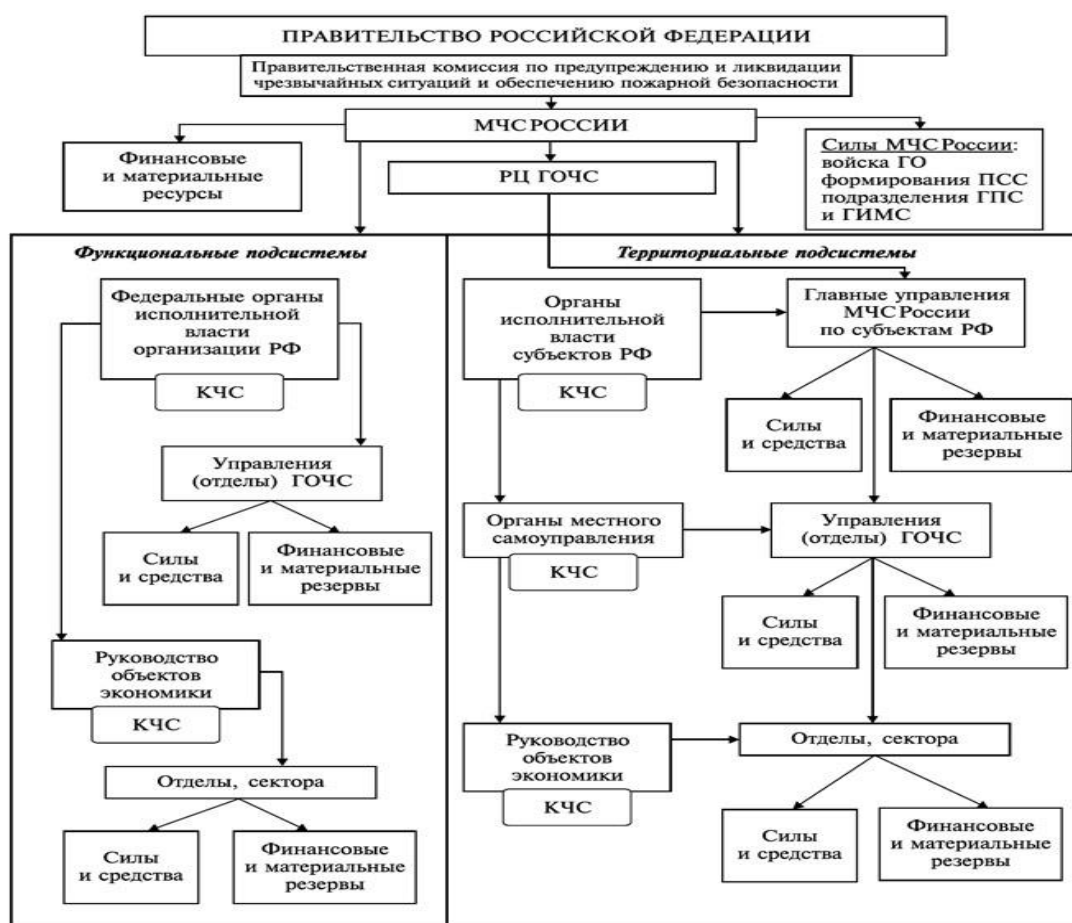 ПРАВИТЕЛЬСТВО РОССИЙСКОЙ ФЕДЕРАЦИИ
Правительственная комиссия по предупреждению и ликвидации
чрезвычайных ситуаций и обеспечению пожарной безопасности
МЧС РОССИИ
Финансовые
и материальные
ресурсы
РЦ ГОЧС
Силы МЧС России:
войска ГО
формирования ПСС
подразделения ГПС
и ГИМС
Функциональные подсистемы
Федеральные органы
исполнительной
власти
организации РФ
КЧС
Управления
(отделы) ГОЧС
Силы
и средства
Финансовые
и материальные
резервы
Руководство
объектов
экономики
КЧС
Отделы, сектора
Силы
и средства
Финансовые
и материальные
резервы
Территориальные подсистемы
Органы
исполнительной
власти
субъектов РФ
КЧС
Главные управления
МЧС России
по субъектам РФ
Силы
и средства
Финансовые
и материальные
резервы
Органы местного
самоуправления
КЧС
Управления
(отделы) ГОЧС
Силы
и средства
Финансовые
и материальные
резервы
Руководство
объектов
экономики
КЧС
Отделы, сектора
Силы
и средства
Финансовые
и материальные
резервы